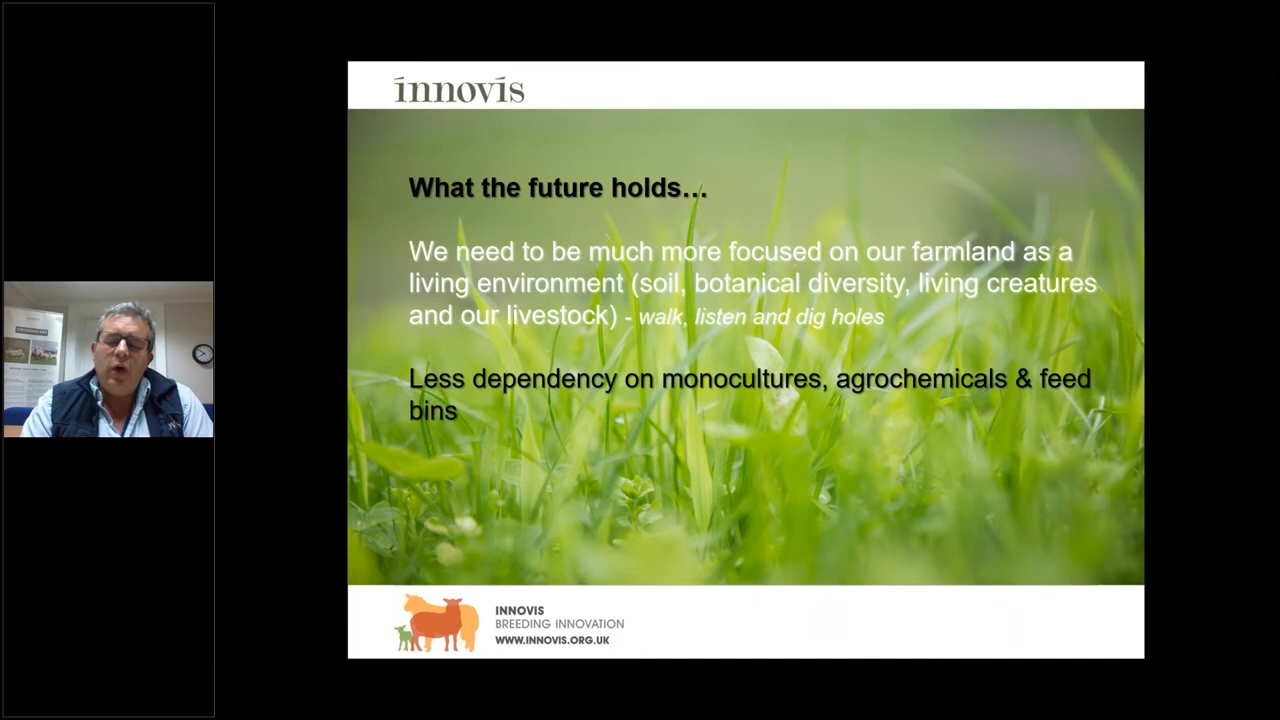 innovis
What the future holds…
We need to be much more focused on our farmland as a
living environment (soil, botanical diversity, living creatures
and our livestock) - walk, listen and dig holes
Less dependency on monocultures, agrochemicals & feed
bins
INNOVIS
BREEDING INNOVATION
WWW.INNOVIS.ORG.UK